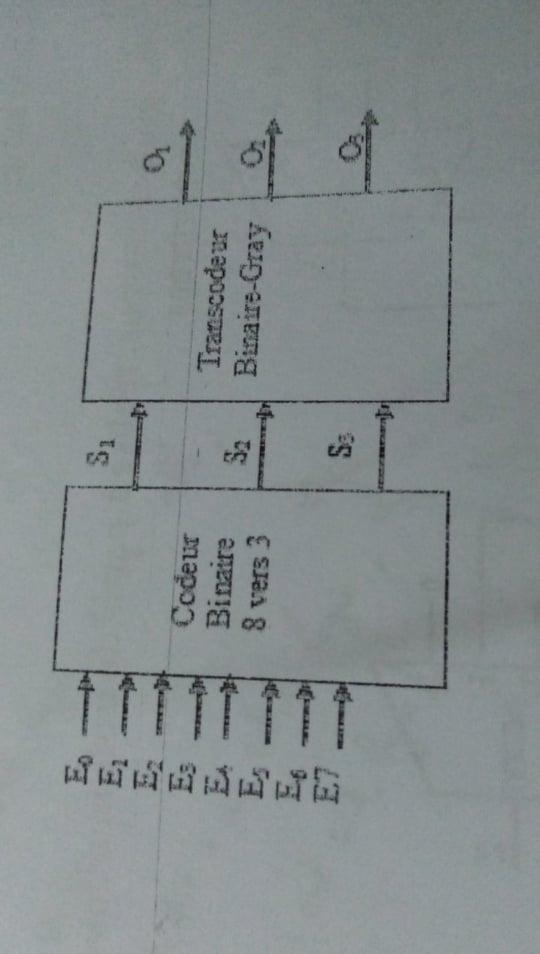 E0
E1
E2
E3
E4
E5
E6
E7
Codeur
Binaire
8 vers 3
S1
S2
S3
Transcodeur
Binaire-Gray
O1
O2
O3